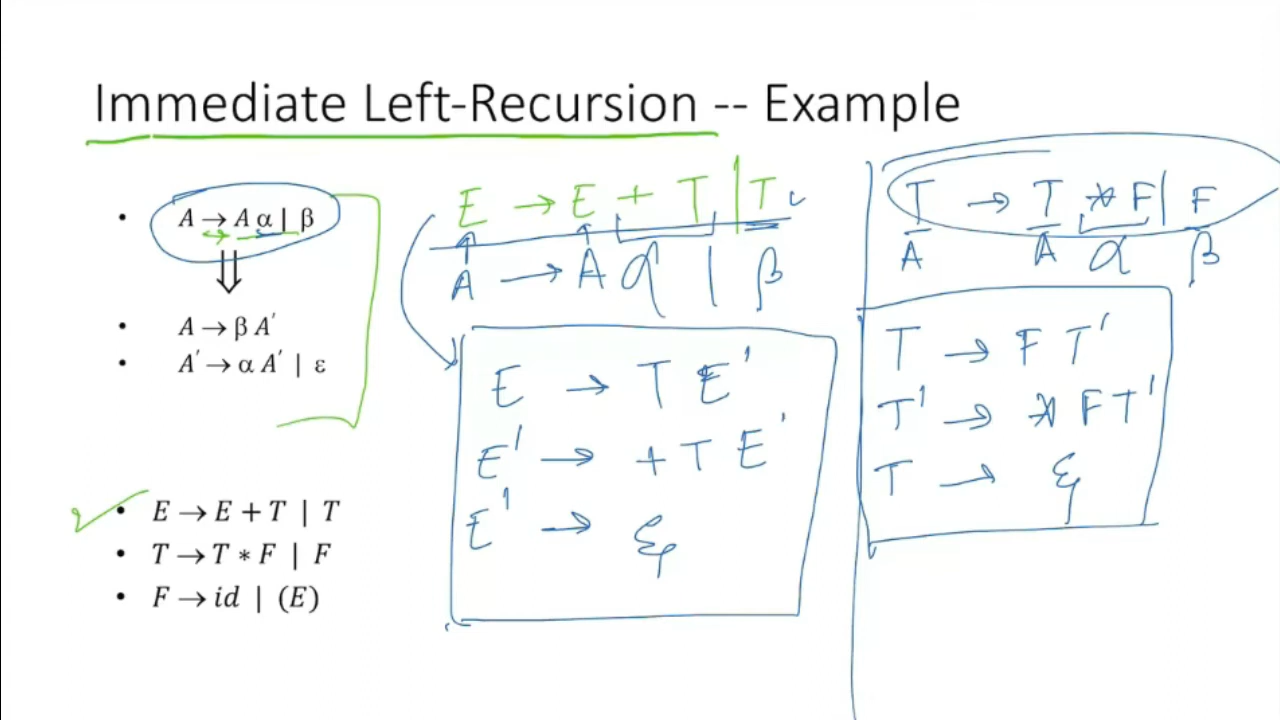 Immediate Left-Recursion -- Example
• A → A α | β
⇓
• A → β A′
• A′ → α A′ | ε
• E → E + T | T
• T → T ∗ F | F
• F → id | (E)
E → E + T | T
A → A α | β
E → T E'
E' → + T E'
E' → ε
T → T * F | F
A A α β
T → F T'
T' → * F T'
T → ε